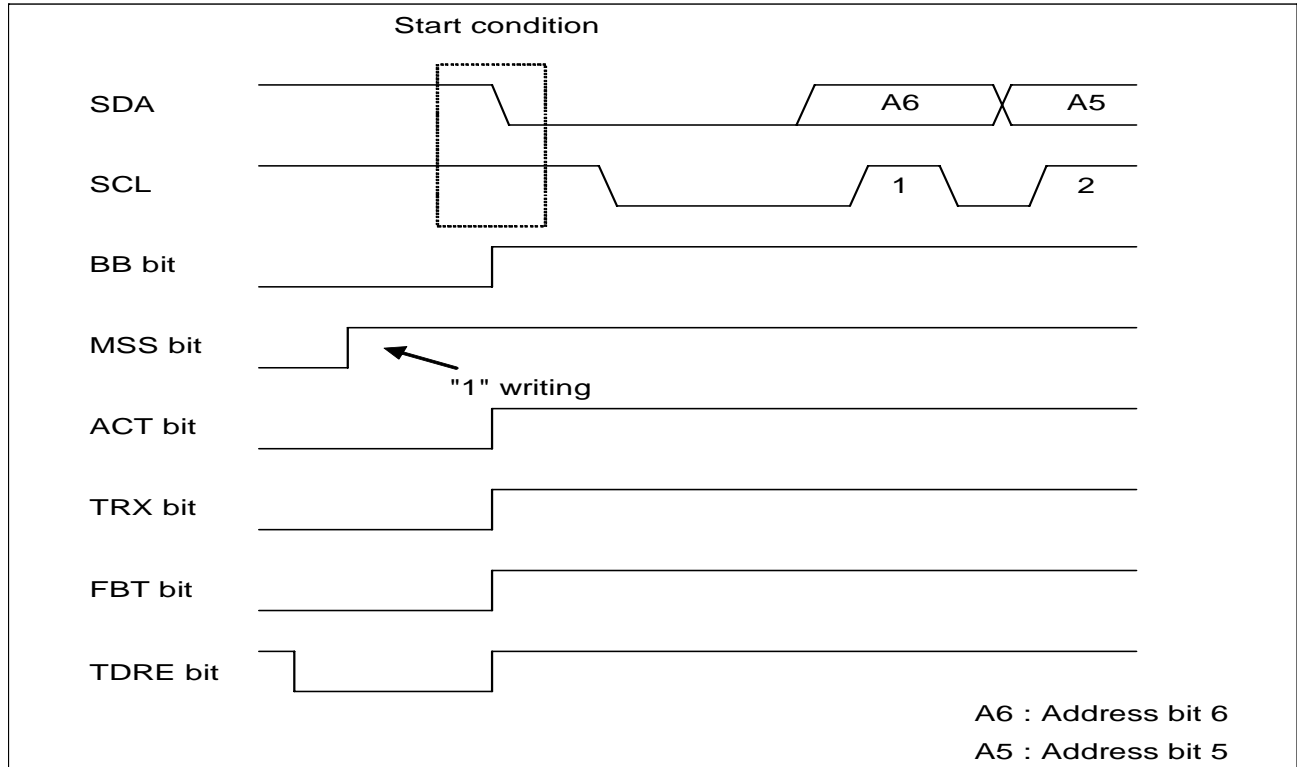 Start condition
SDA
A6
A5
SCL
1
2
BB bit
MSS bit
"1" writing
ACT bit
TRX bit
FBT bit
TDRE bit
A6 : Address bit 6
A5 : Address bit 5